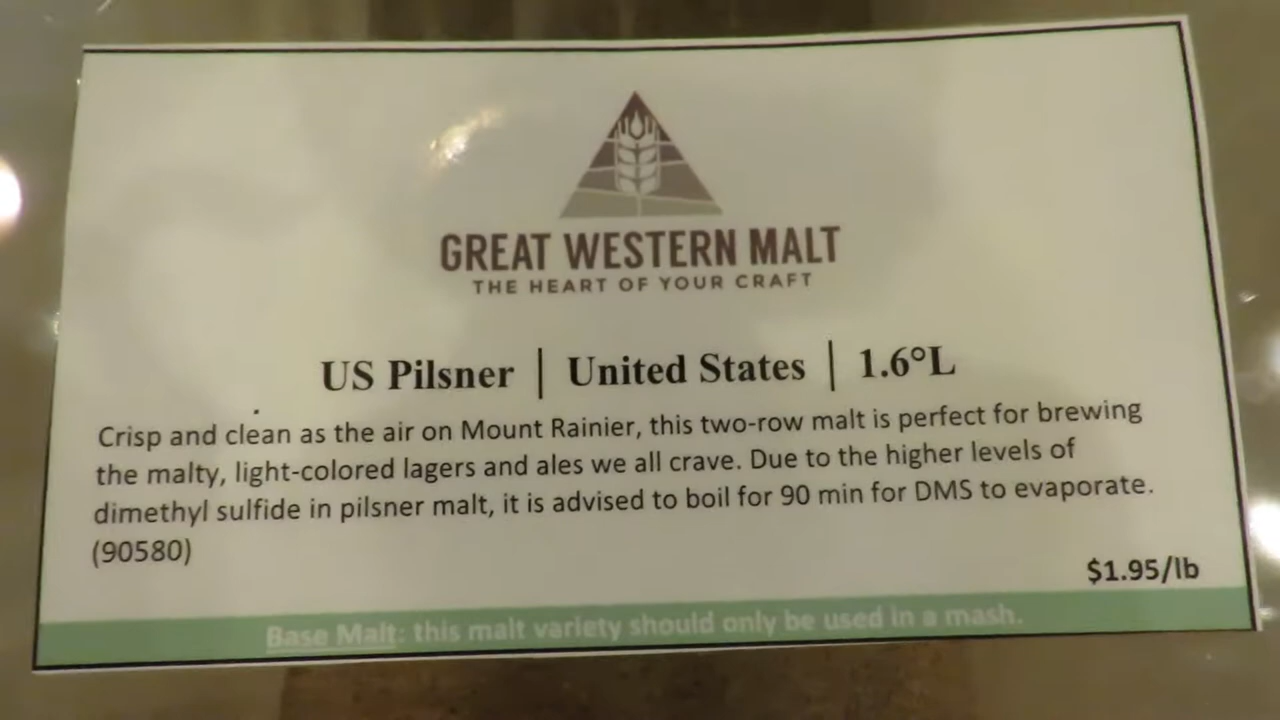 GREAT WESTERN MALT
THE HEART OF YOUR CRAFT
US Pilsner | United States | 1.6°L
Crisp and clean as the air on Mount Rainier, this two-row malt is perfect for brewing
the malty, light-colored lagers and ales we all crave. Due to the higher levels of
dimethyl sulfide in pilsner malt, it is advised to boil for 90 min for DMS to evaporate.
(90580)
$1.95/lb
Base Malt: this malt variety should only be used in a mash.